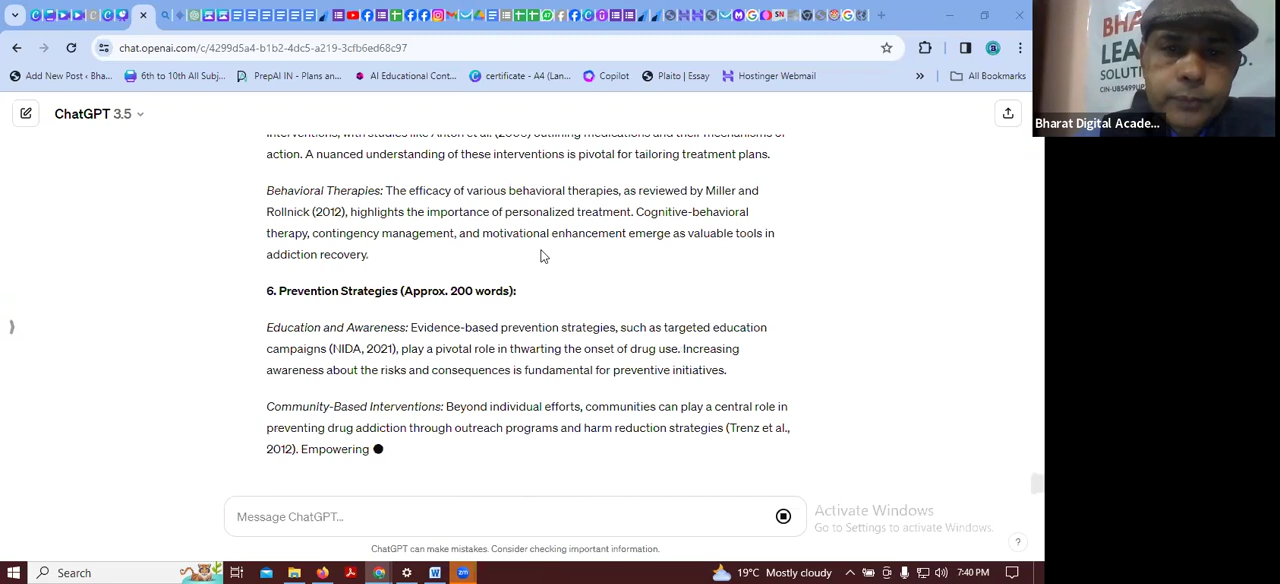 chat.openai.com/c/4299d5a4-b1b2-4dc5-a219-3cfb6ed68c97
Add New Post ‹ Bha...
6th to 10th All Subj...
PrepAI IN - Plans an...
AI Educational Cont...
certificate - A4 (Lan...
Copilot
Plaito | Essay
Hostinger Webmail
»
All Bookmarks
BHA
LEA
SOLUTI
D.
CIN-U85499UP
Bharat Digital Acade...
ChatGPT 3.5
action. A nuanced understanding of these interventions is pivotal for tailoring treatment plans.
Behavioral Therapies: The efficacy of various behavioral therapies, as reviewed by Miller and
Rollnick (2012), highlights the importance of personalized treatment. Cognitive-behavioral
therapy, contingency management, and motivational enhancement emerge as valuable tools in
addiction recovery.
6. Prevention Strategies (Approx. 200 words):
Education and Awareness: Evidence-based prevention strategies, such as targeted education
campaigns (NIDA, 2021), play a pivotal role in thwarting the onset of drug use. Increasing
awareness about the risks and consequences is fundamental for preventive initiatives.
Community-Based Interventions: Beyond individual efforts, communities can play a central role in
preventing drug addiction through outreach programs and harm reduction strategies (Trenz et al.,
2012). Empowering
Message ChatGPT...
Activate Windows
Go to Settings to activate Windows.
ChatGPT can make mistakes. Consider checking important information.
?
Search
19°C Mostly cloudy
7:40 PM